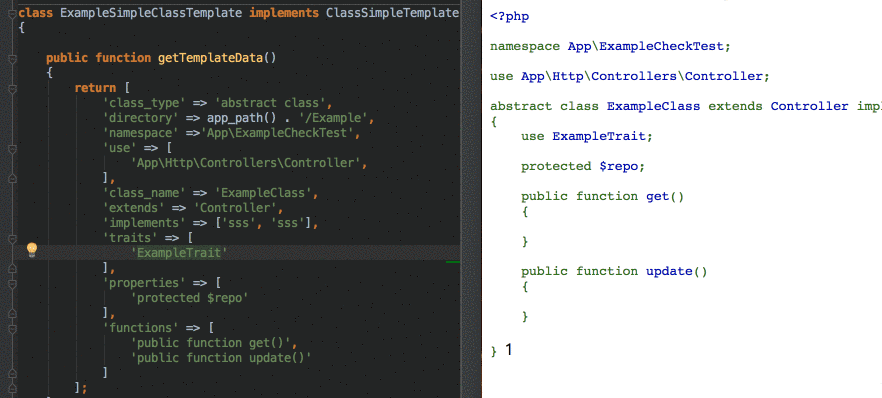 class ExampleSimpleClassTemplate implements ClassSimpleTemplate
{
    public function getTemplateData()
    {
        return [
            'class_type' => 'abstract class',
            'directory' => app_path() . '/Example',
            'namespace' =>'App\ExampleCheckTest',
            'use' => [
                'App\Http\Controllers\Controller',
            ],
            'class_name' => 'ExampleClass',
            'extends' => 'Controller',
            'implements' => ['sss', 'sss'],
            'traits' => [
                'ExampleTrait'
            ],
            'properties' => [
                'protected $repo'
            ],
            'functions' => [
                'public function get()',
                'public function update()'
            ]
        ];
<?php
namespace App\ExampleCheckTest;
use App\Http\Controllers\Controller;
abstract class ExampleClass extends Controller impl
{
    use ExampleTrait;
    protected $repo;
    public function get()
    {
    }
    public function update()
    {
    }
} 1